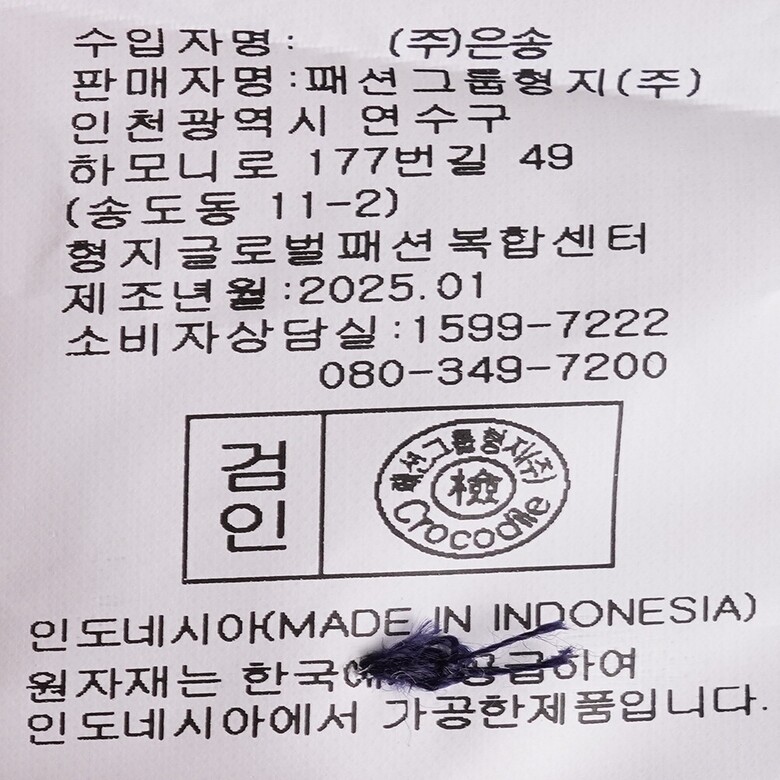 수입자명: (주)은송
판매자명:패션그룹형지(주)
인천광역시 연수구
하모니로 177번길 49
(송도동 11-2)
형지글로벌패션복합센터
제조년월:2025.01
소비자상담실:1599-7222
080-349-7200
검인
패션그룹형지(주)
檢
Crocodile
인도네시아(MADE IN INDONESIA)
원자재는 공급하여
인도네시아에서 가공한제품입니다.